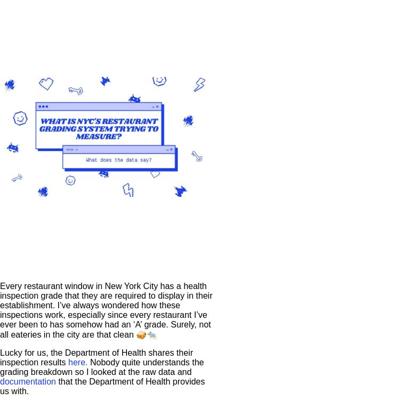 WHAT IS NYC'S RESTAURANT
GRADING SYSTEM TRYING TO
MEASURE?
What does the data say?
Every restaurant window in New York City has a health
inspection grade that they are required to display in their
establishment. I've always wondered how these
inspections work, especially since every restaurant I've
ever been to has somehow had an 'A' grade. Surely, not
all eateries in the city are that clean 🥪🐀
Lucky for us, the Department of Health shares their
inspection results here. Nobody quite understands the
grading breakdown so I looked at the raw data and
documentation that the Department of Health provides
us with.